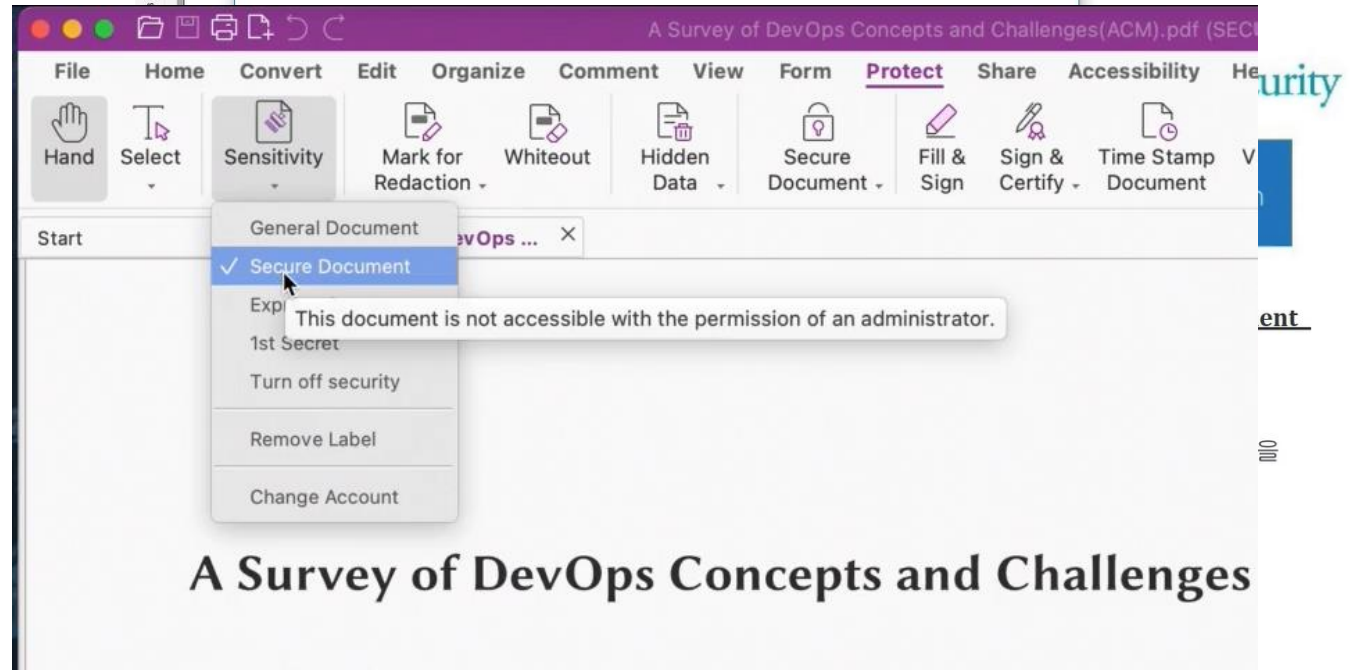 A Survey of DevOps Concepts and Challenges(ACM).pdf
File Home Convert Edit Organize Comment View Form Protect Share Accessibility
urity
Hand Select Sensitivity Mark for Redaction Whiteout Hidden Data Secure Document Fill & Sign Sign & Certify Time Stamp Document
Start
General Document
Secure Document
This document is not accessible with the permission of an administrator.
1st Secret
Turn off security
Remove Label
Change Account
ent
A Survey of DevOps Concepts and Challenges